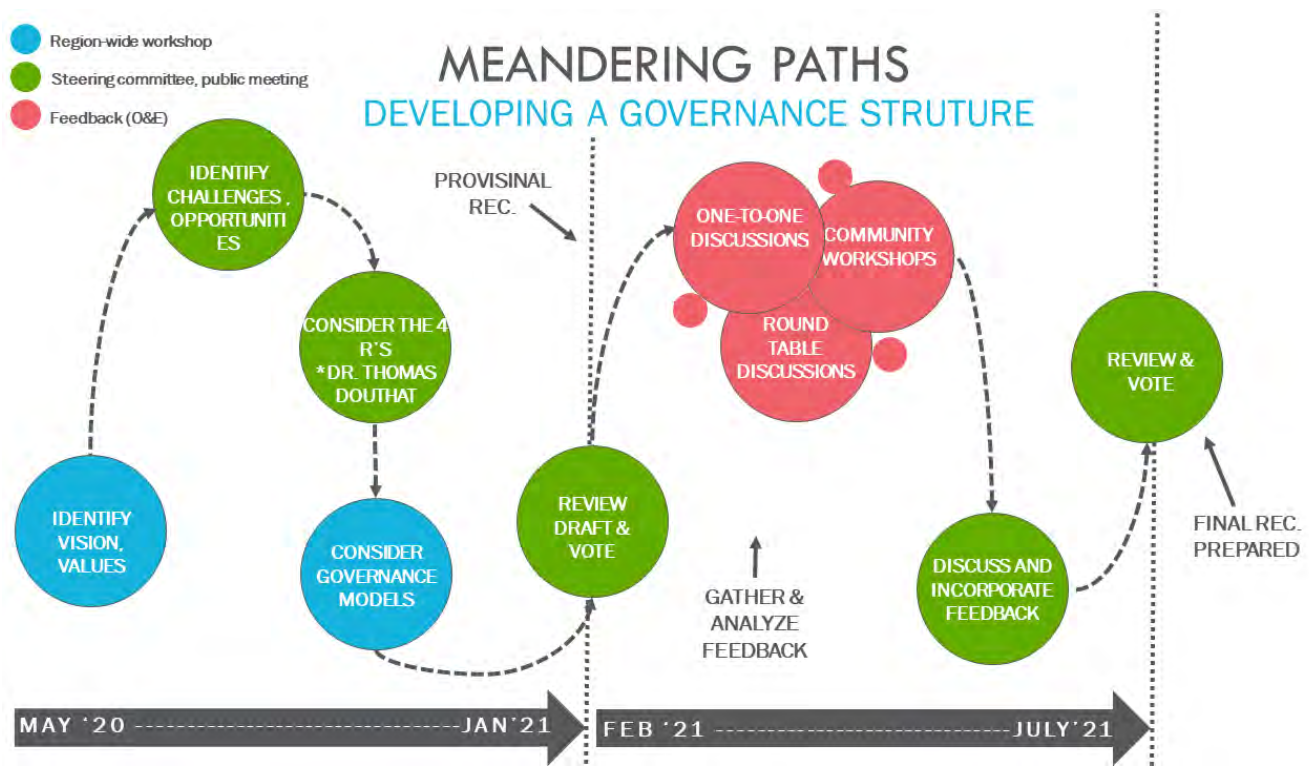 Region-wide workshop
Steering committee, public meeting
Feedback (O&E)
MEANDERING PATHS
DEVELOPING A GOVERNANCE STRUTURE
IDENTIFY
CHALLENGES ,
OPPORTUNITI
ES
CONSIDER THE 4
R'S
*DR. THOMAS
DOUTHAT
IDENTIFY
VISION,
VALUES
CONSIDER
GOVERNANCE
MODELS
PROVISINAL
REC.
REVIEW
DRAFT &
VOTE
ONE-TO-ONE
DISCUSSIONS
COMMUNITY
WORKSHOPS
ROUND
TABLE
DISCUSSIONS
GATHER &
ANALYZE
FEEDBACK
DISCUSS AND
INCORPORATE
FEEDBACK
REVIEW &
VOTE
FINAL REC.
PREPARED
MAY '20 ---------------------------------- JAN'21
FEB '21 ------------------------------ JULY'21